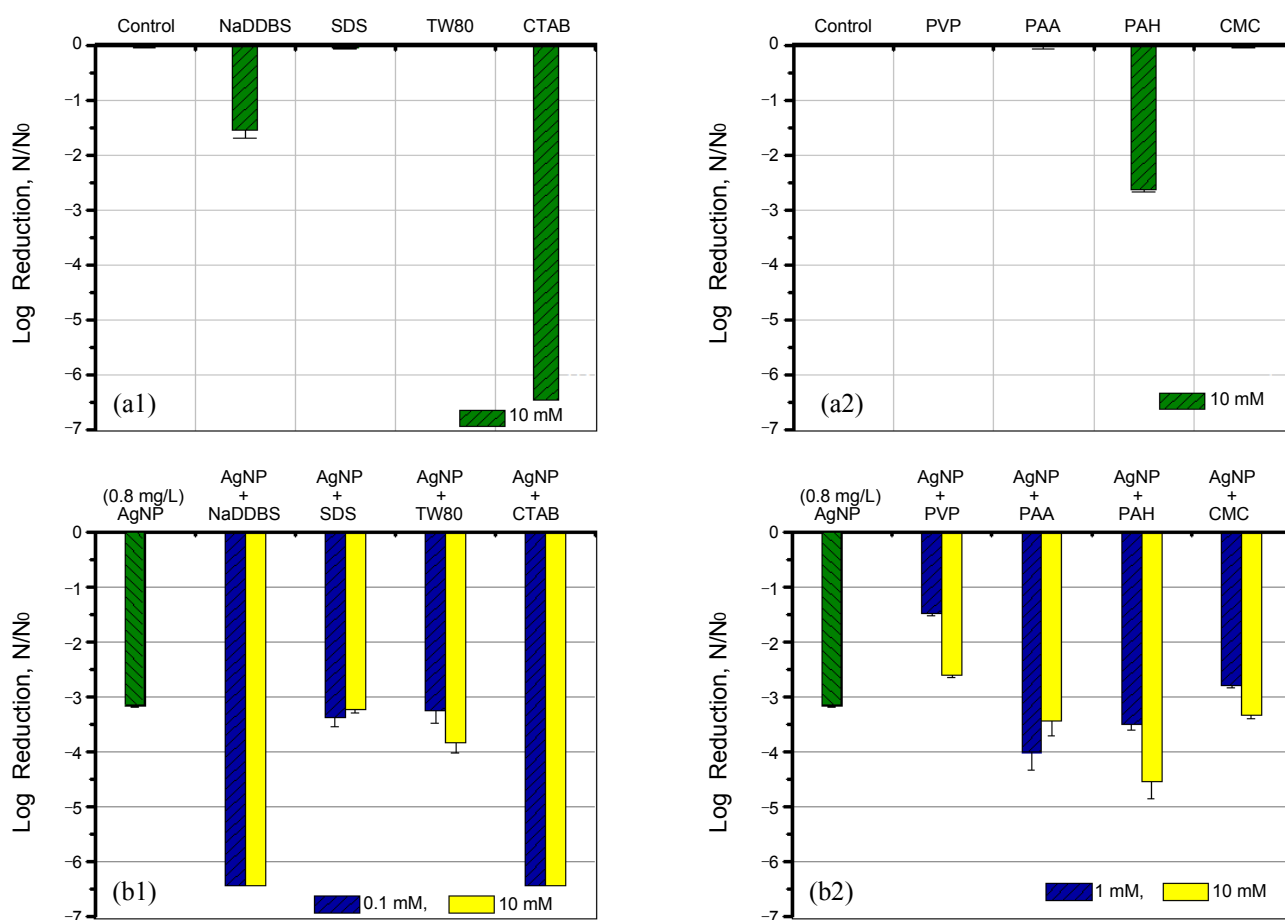 Control NaDDBS SDS TW80 CTAB
0
−1
−2
−3
−4
−5
−6
−7
Log Reduction, N/N₀
(a1)
10 mM
Control PVP PAA PAH CMC
0
−1
−2
−3
−4
−5
−6
−7
Log Reduction, N/N₀
(a2)
10 mM
(0.8 mg/L)
AgNP
AgNP
+
NaDDBS
AgNP
+
SDS
AgNP
+
TW80
AgNP
+
CTAB
0
−1
−2
−3
−4
−5
−6
−7
Log Reduction, N/N₀
(b1)
0.1 mM, 10 mM
(0.8 mg/L)
AgNP
AgNP
+
PVP
AgNP
+
PAA
AgNP
+
PAH
AgNP
+
CMC
0
−1
−2
−3
−4
−5
−6
−7
Log Reduction, N/N₀
(b2)
1 mM, 10 mM